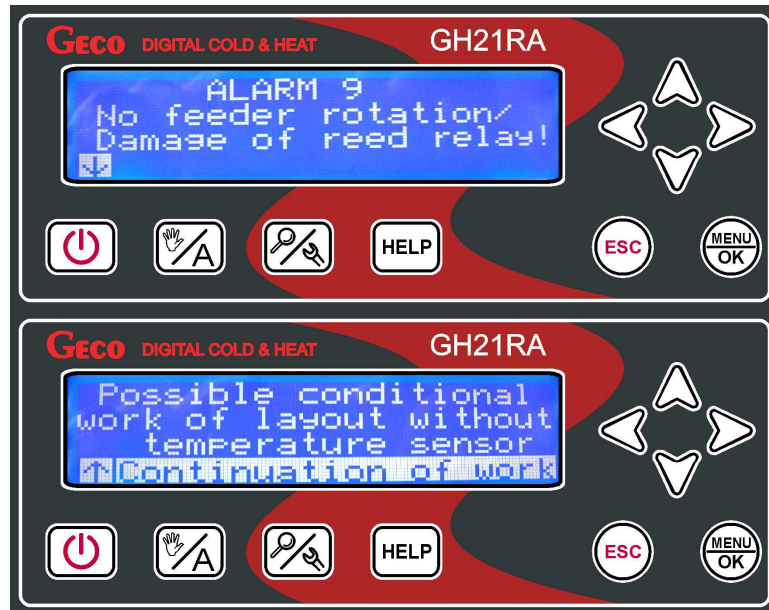 GECO DIGITAL COLD & HEAT GH21RA
ALARM 9
No feeder rotation/
Damage of reed relay!
A
HELP
ESC
MENU
OK
GECO DIGITAL COLD & HEAT GH21RA
Possible conditional
work of layout without
temperature sensor
↑Continuation of work
A
HELP
ESC
MENU
OK